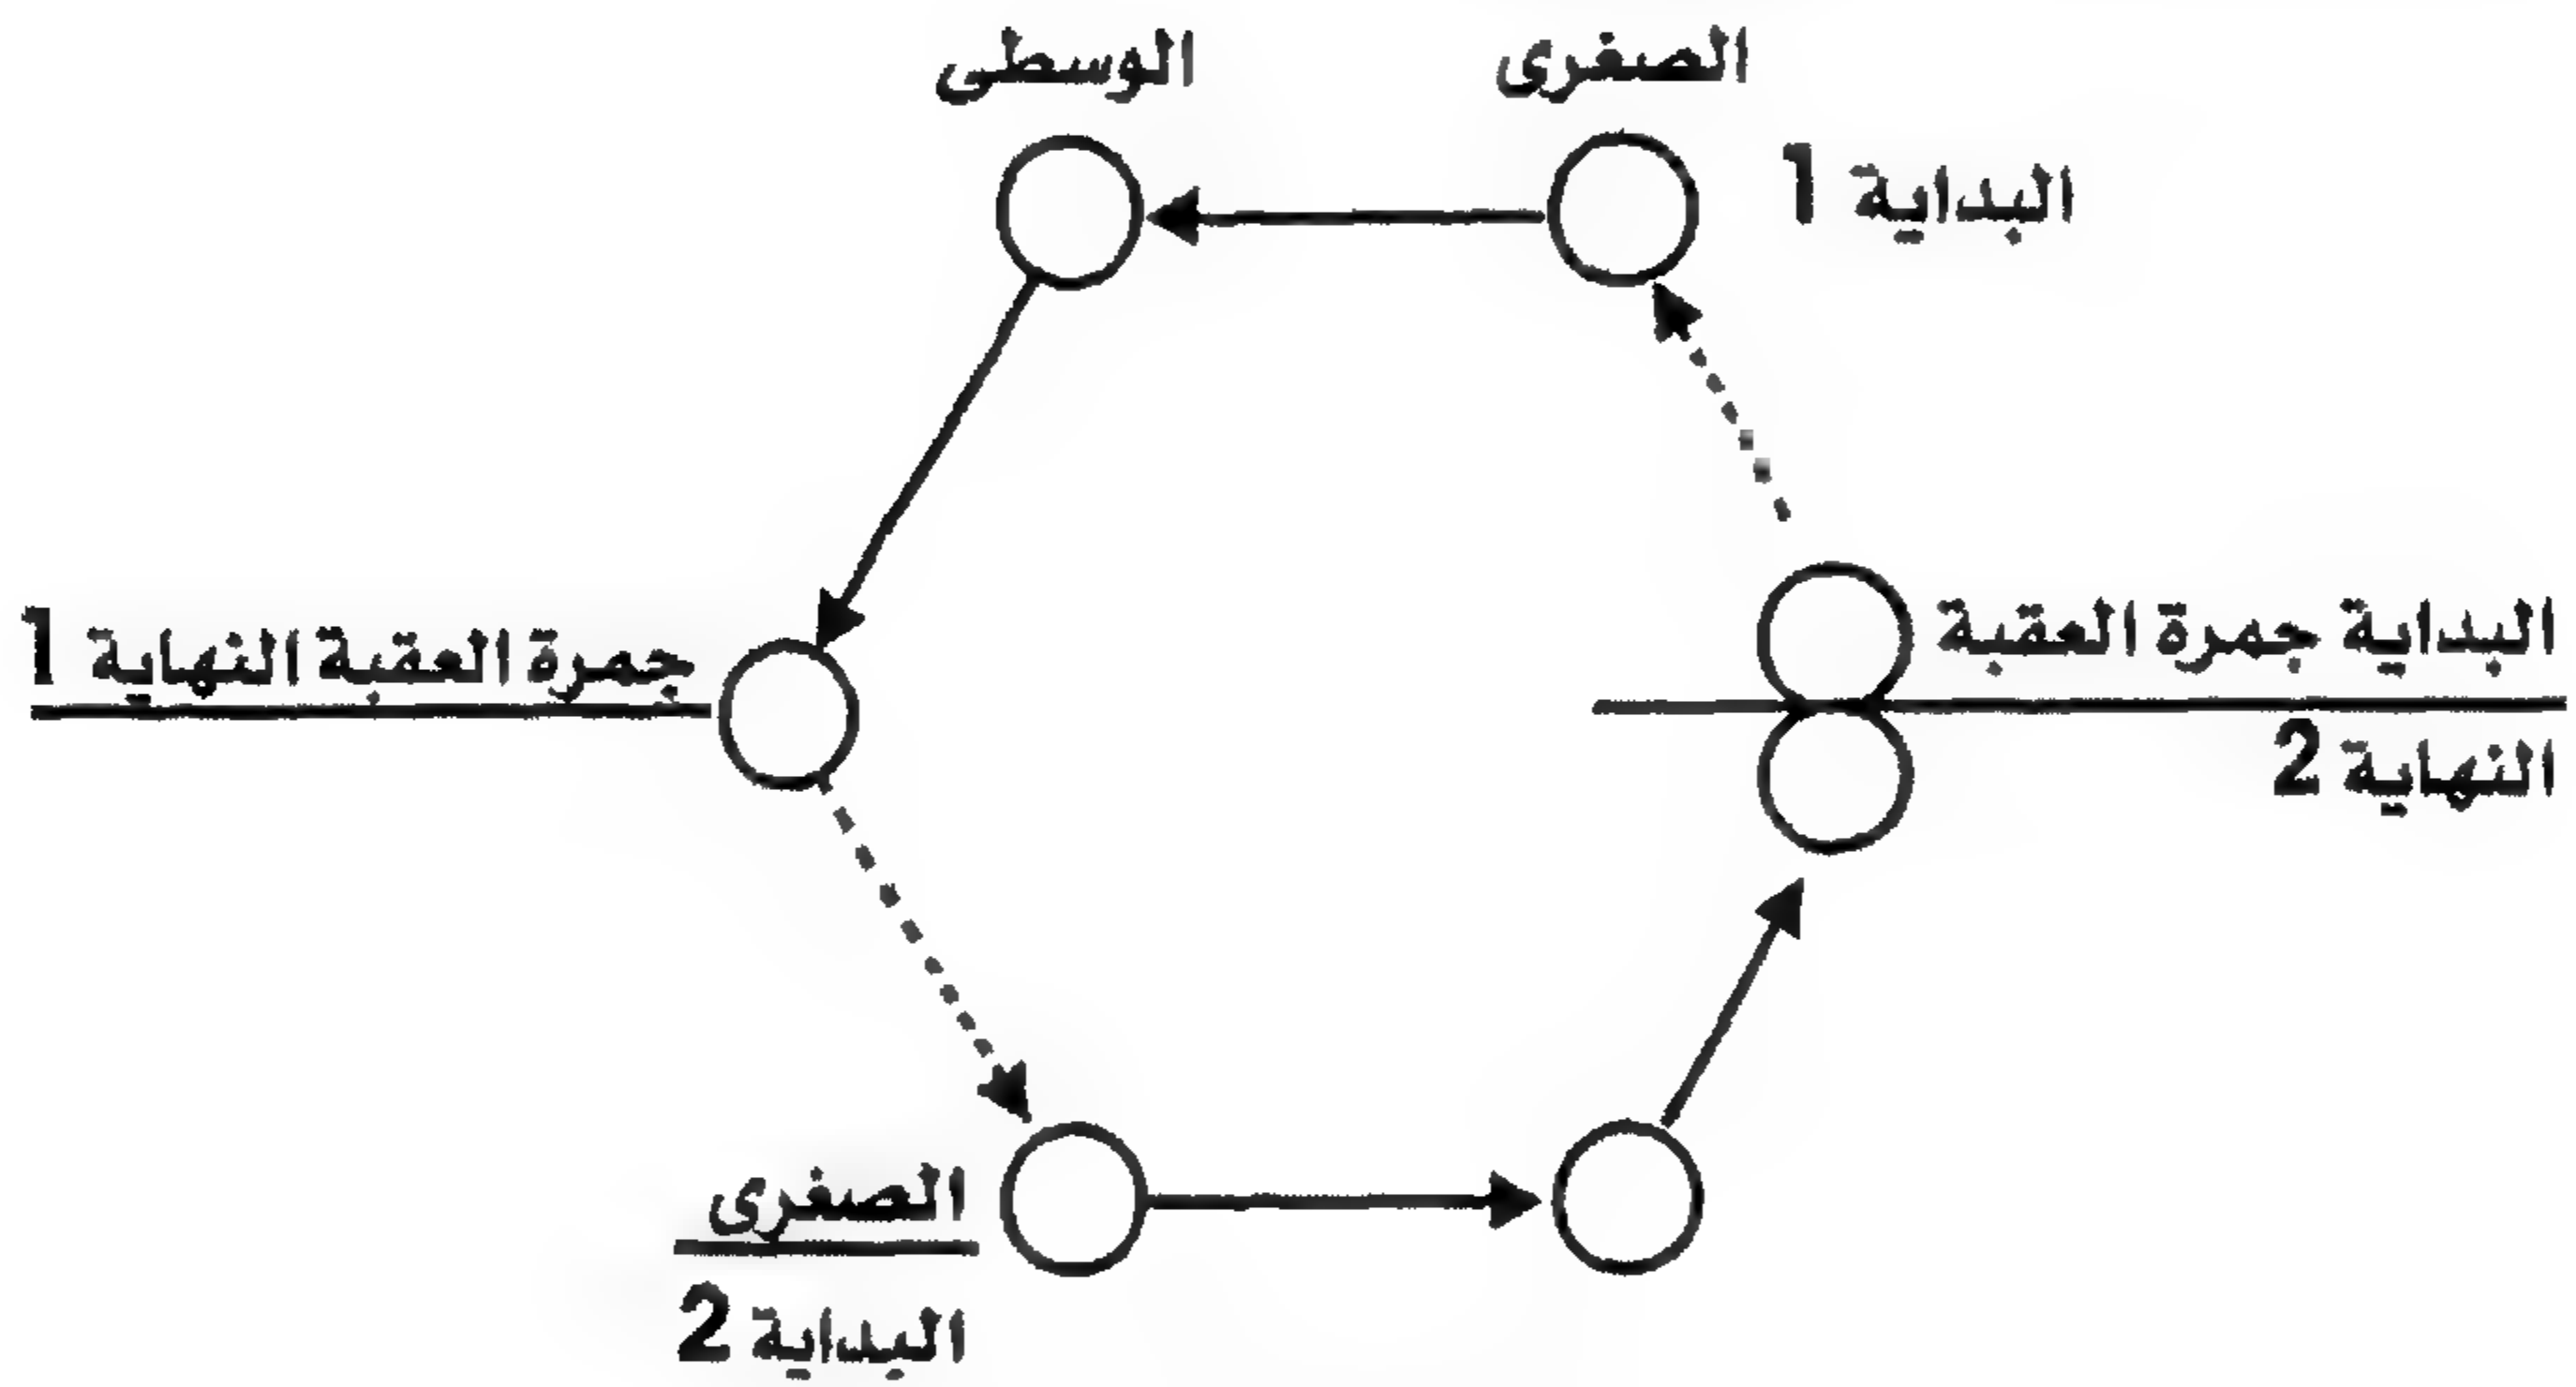 الصغرى
الوسطى
البداية 1
البداية جمرة العقبة
النهاية 2
جمرة العقبة النهاية 1
الصغرى
البداية 2